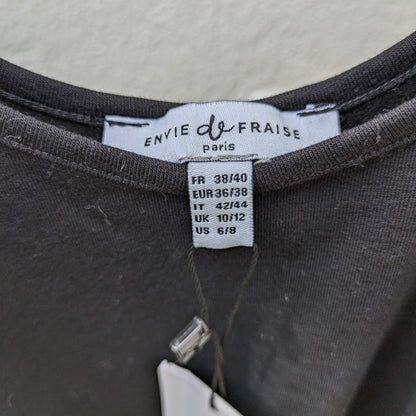 ENVIE de FRAISE
paris
FR 38/40
EUR 36/38
IT 42/44
UK 10/12
US 6/8